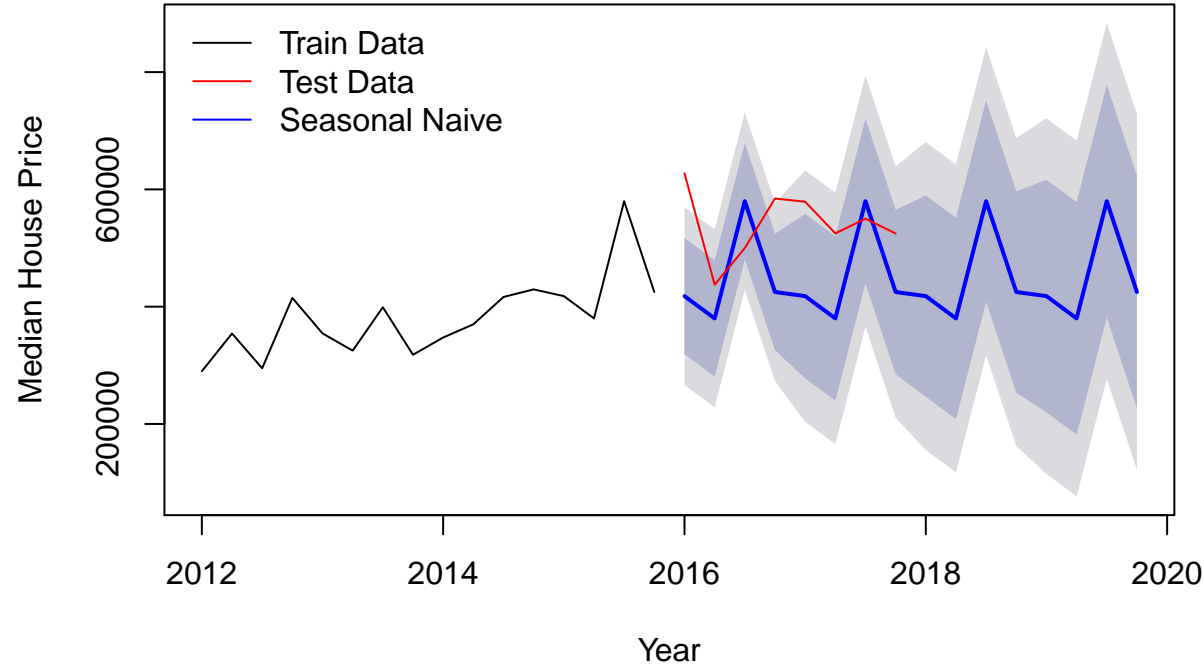 Train Data
Test Data
Seasonal Naive
Median House Price
600000
200000
2012
2014
2016
2018
2020
Year